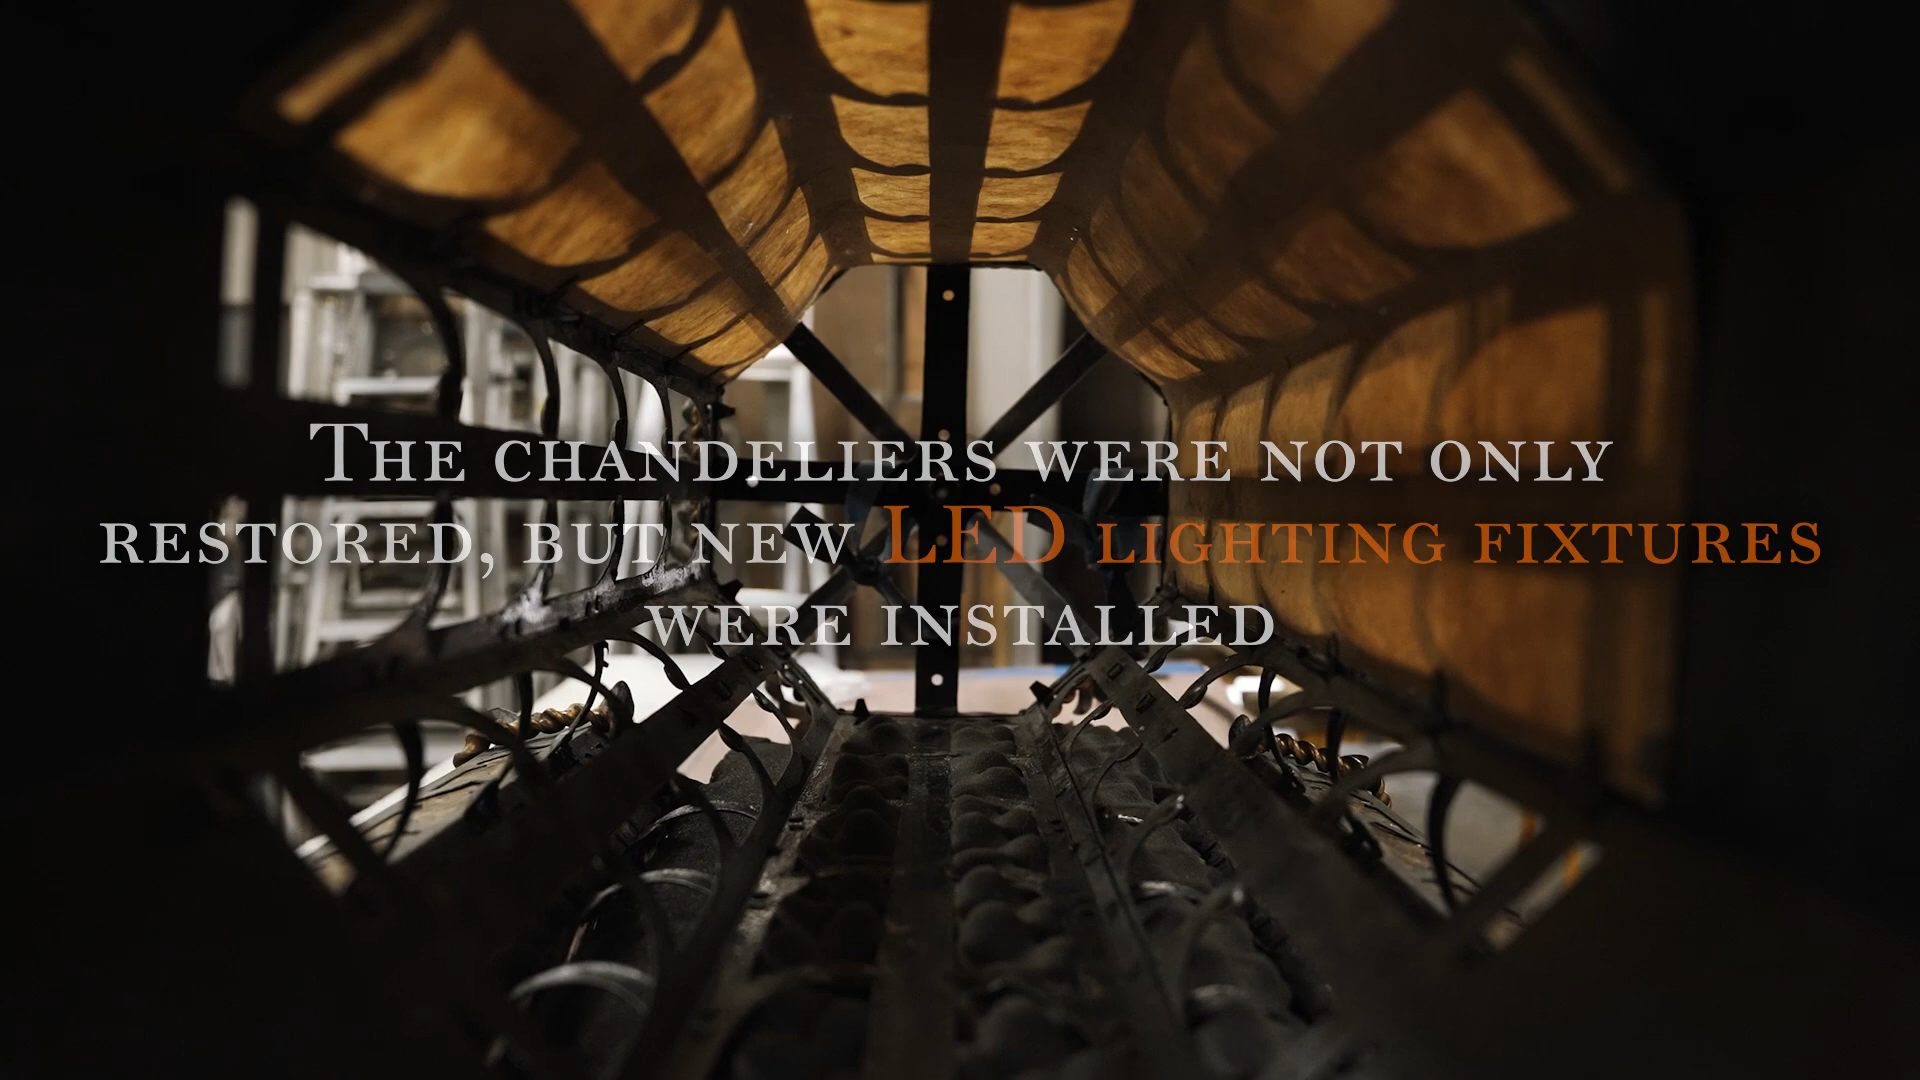 The chandeliers were not only
restored, but new LED lighting fixtures
were installed